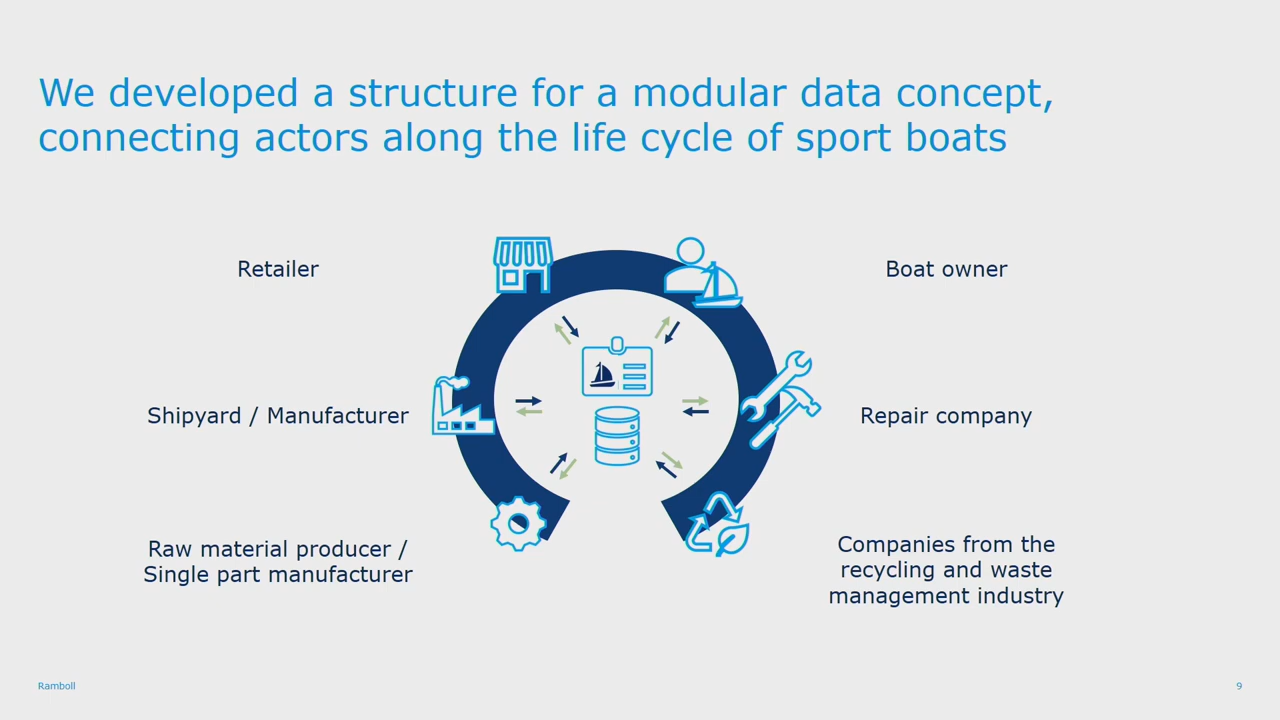 We developed a structure for a modular data concept,
connecting actors along the life cycle of sport boats
Retailer
Boat owner
Shipyard / Manufacturer
Repair company
Raw material producer /
Single part manufacturer
Companies from the
recycling and waste
management industry
Ramboll
9